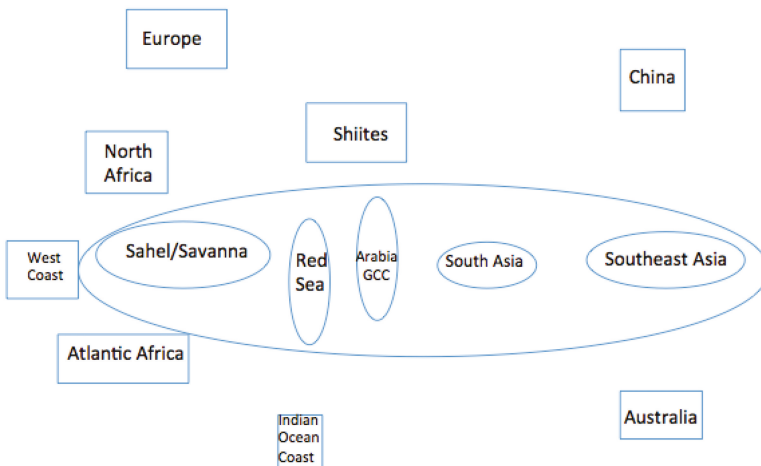 Europe
China
Shiites
North
Africa
West
Coast
Sahel/Savanna
Red
Sea
Arabia
GCC
South Asia
Southeast Asia
Atlantic Africa
Indian
Ocean
Coast
Australia